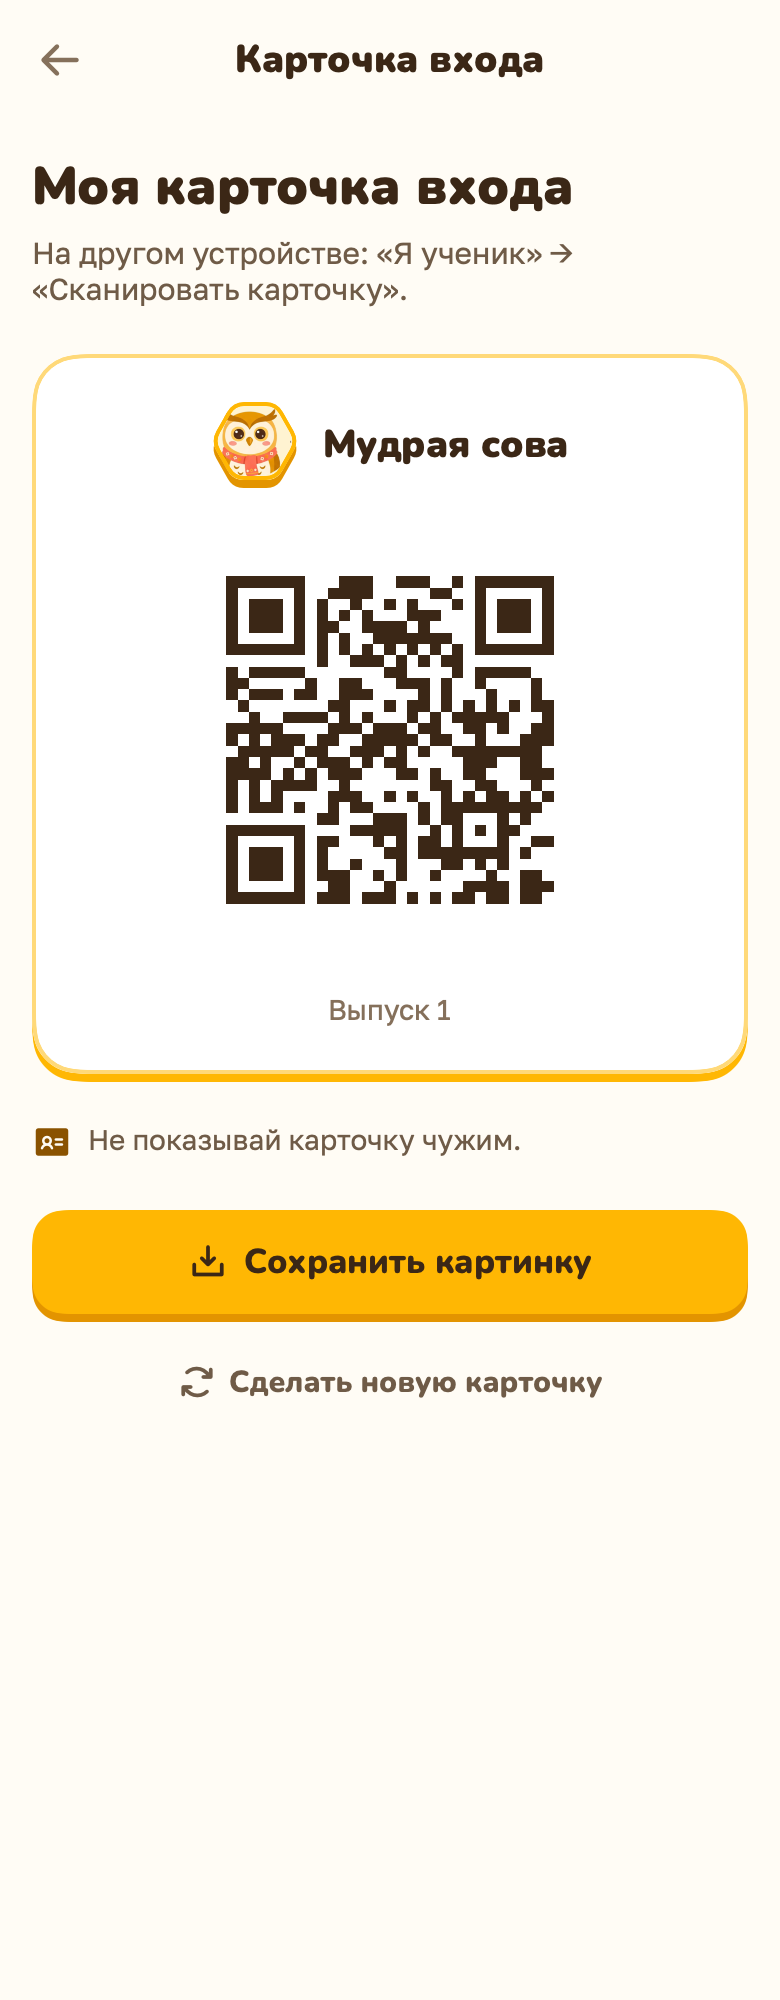 Карточка входа
Моя карточка входа
На другом устройстве: «Я ученик» →
«Сканировать карточку».
Мудрая сова
Выпуск 1
Не показывай карточку чужим.
Сохранить картинку
Сделать новую карточку